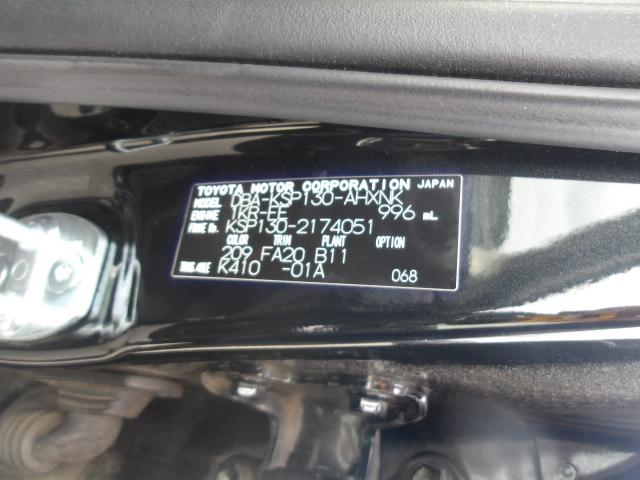 TOYOTA MOTOR CORPORATION JAPAN
MODEL DBA-KSP130-AHXNK
ENGINE 1KR-FE 996 mL
FRAME No. KSP130-2174051
COLOR TRIM PLANT OPTION
209 FA20 B11
TRANS./AXLE K410 -01A 068